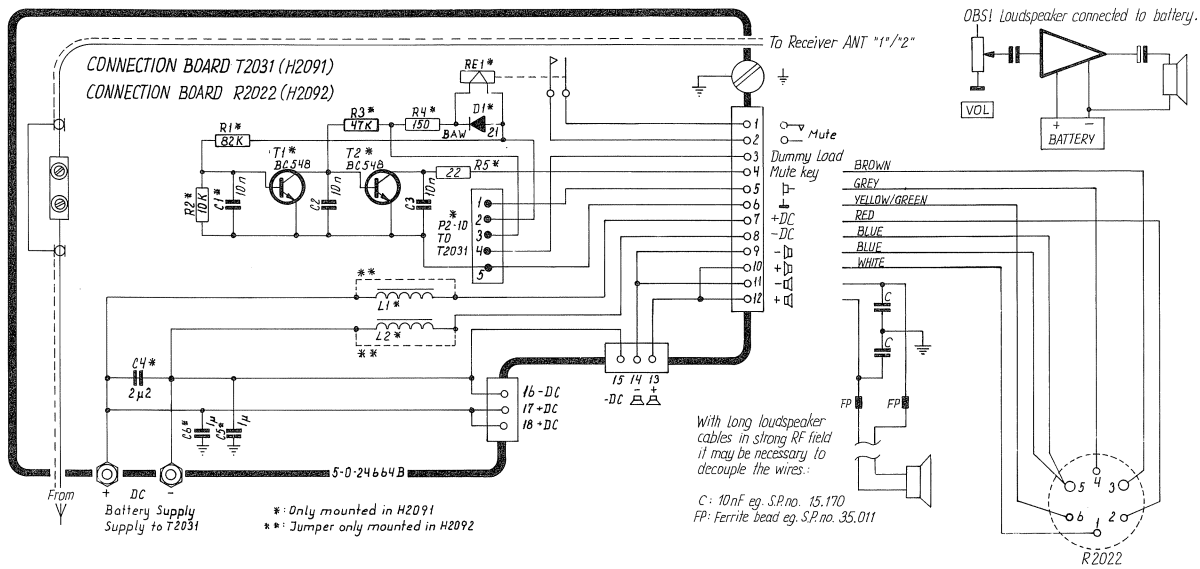 OBS! Loudspeaker connected to battery.
To Receiver ANT "1"/"2"
CONNECTION BOARD T2031 (H2091)
CONNECTION BOARD R2022 (H2092)
VOL
+ -
BATTERY
RE1*
D1*
BAW 21
R3*
47K
R4*
150
R1*
82K
T1*
BC548
T2*
BC548
R5*
22
R2*
10K
C1*
10n
C2
10n
C3
10n
1
2
3
4
5
*
P2-1D
TO
T2031
1
2 Mute
3 Dummy Load
4 Mute key
5
6
7 +DC
8 -DC
9 -
10 +
11 -
12 +
BROWN
GREY
YELLOW/GREEN
RED
BLUE
BLUE
WHITE
**
L1*
L2*
**
C4*
2µ2
C6*
1µ
C5*
1µ
15 14 13
-DC - +
16 -DC
17 +DC
18 +DC
C
C
FP FP
With long loudspeaker
cables in strong RF field
it may be necessary to
decouple the wires.:
C: 10nF eg. S.P. no. 15.170
FP: Ferrite bead eg. S.P. no. 35.011
5-0-24664B
From
+ DC -
Battery Supply
Supply to T2031
*: Only mounted in H2091
**: Jumper only mounted in H2092
5 4 3
6 1 2
R2022